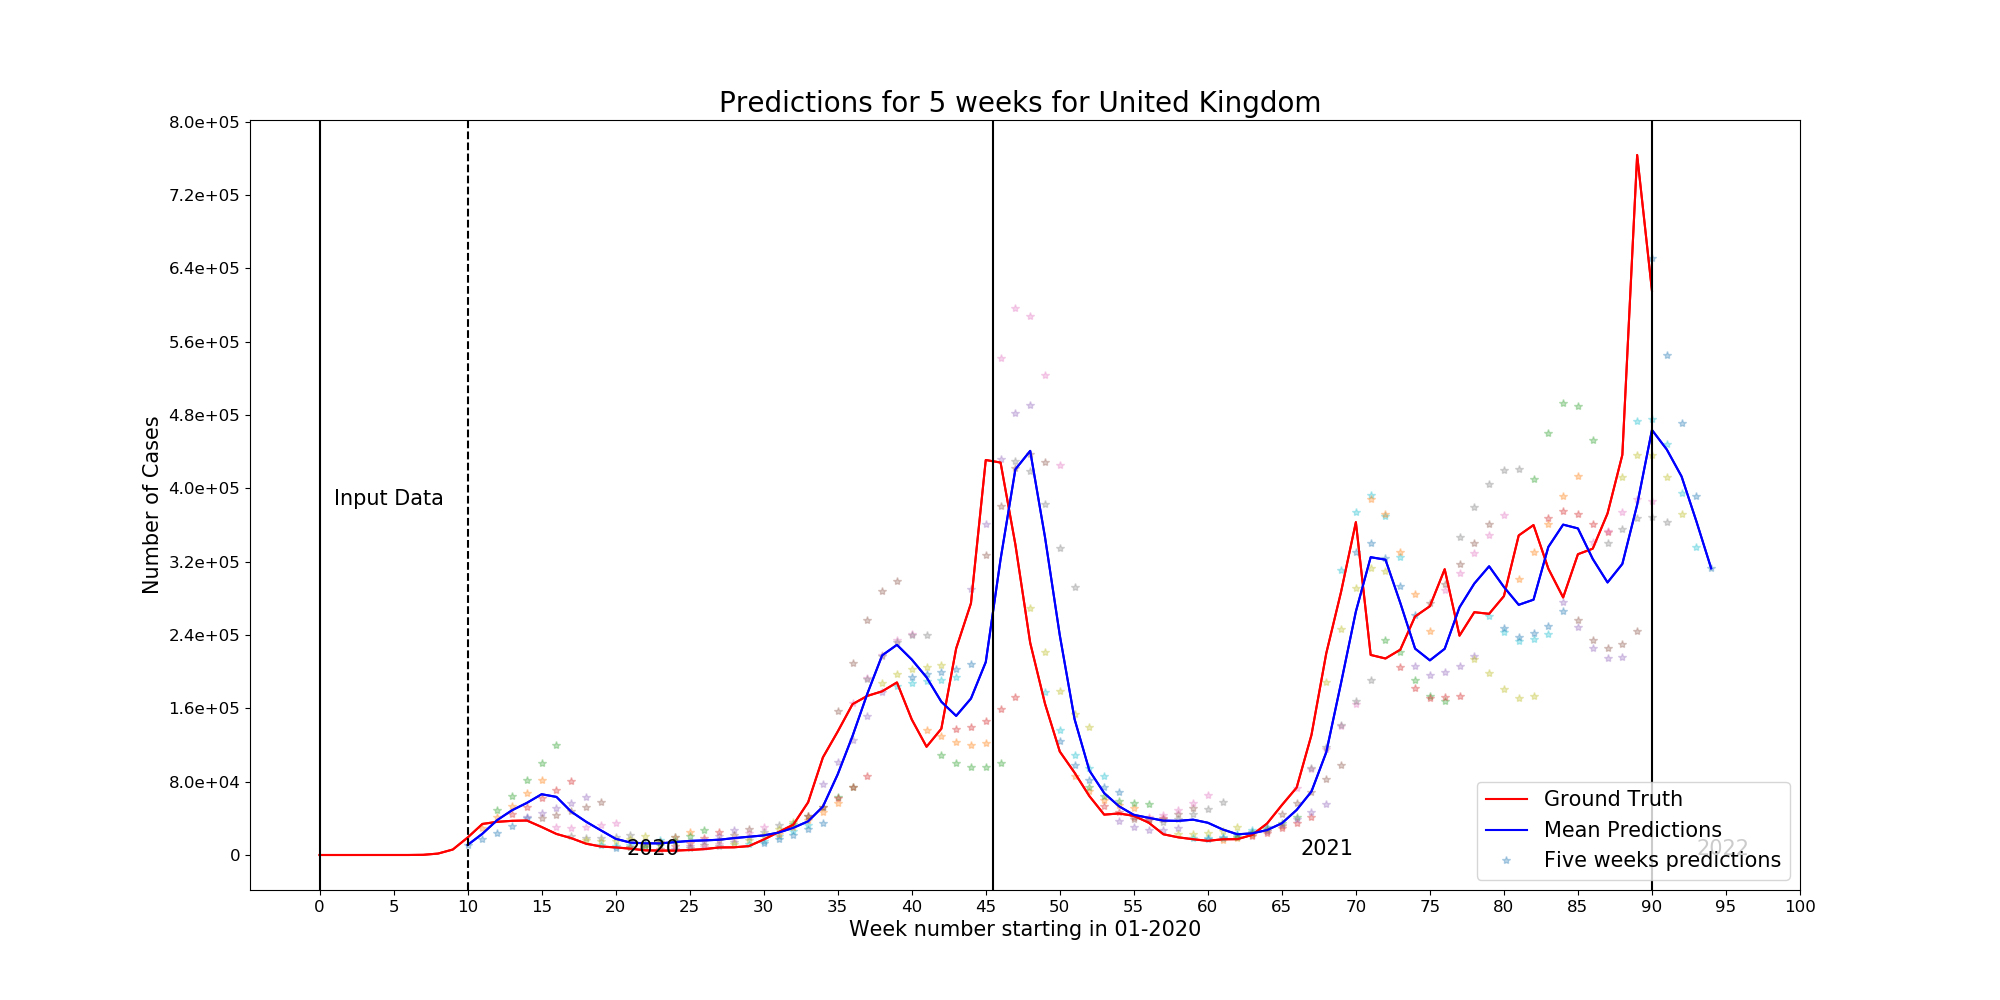 Predictions for 5 weeks for United Kingdom
8.0e+05
7.2e+05
6.4e+05
5.6e+05
4.8e+05
4.0e+05
3.2e+05
2.4e+05
1.6e+05
8.0e+04
0
Number of Cases
Input Data
2020
2021
2022
Ground Truth
Mean Predictions
Five weeks predictions
0 5 10 15 20 25 30 35 40 45 50 55 60 65 70 75 80 85 90 95 100
Week number starting in 01-2020